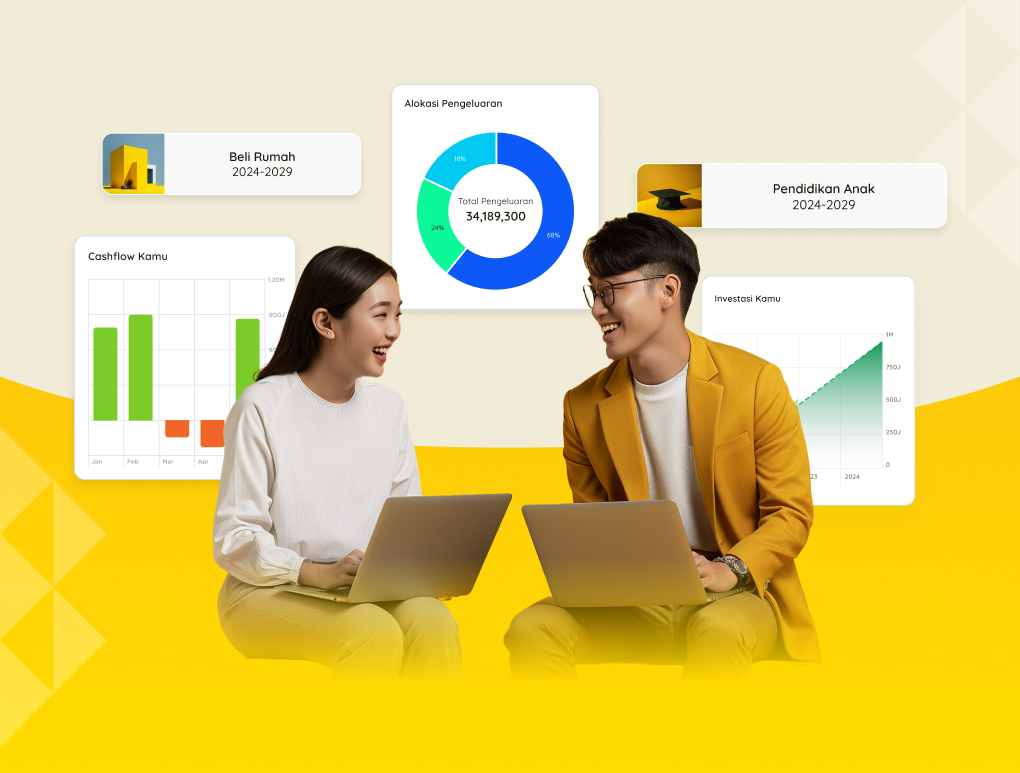 Alokasi Pengeluaran
18%
24%
68%
Total Pengeluaran
34,189,300
Beli Rumah
2024-2029
Pendidikan Anak
2024-2029
Cashflow Kamu
1,20M
900J
Jan
Feb
Mar
Apr
Investasi Kamu
1M
750J
500J
250J
0
23
2024